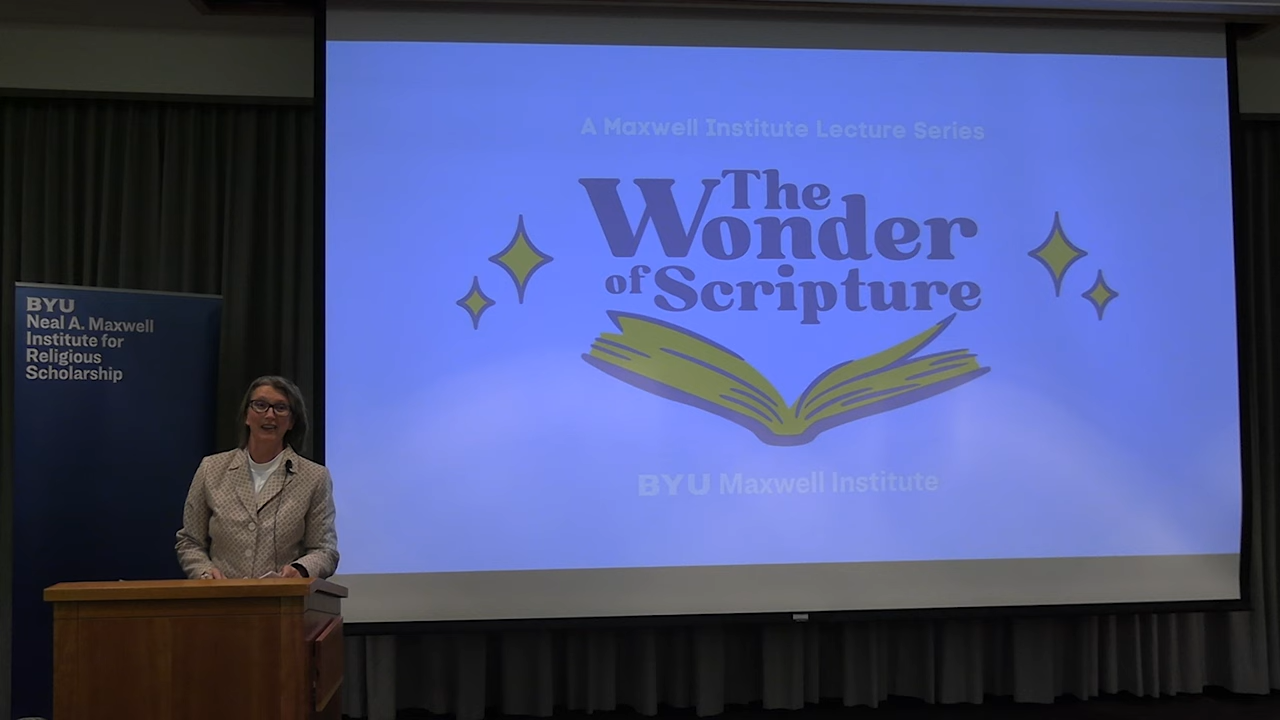 A Maxwell Institute Lecture Series
The
Wonder
of Scripture
BYU Maxwell Institute
BYU
Neal A. Maxwell
Institute for
Religious
Scholarship